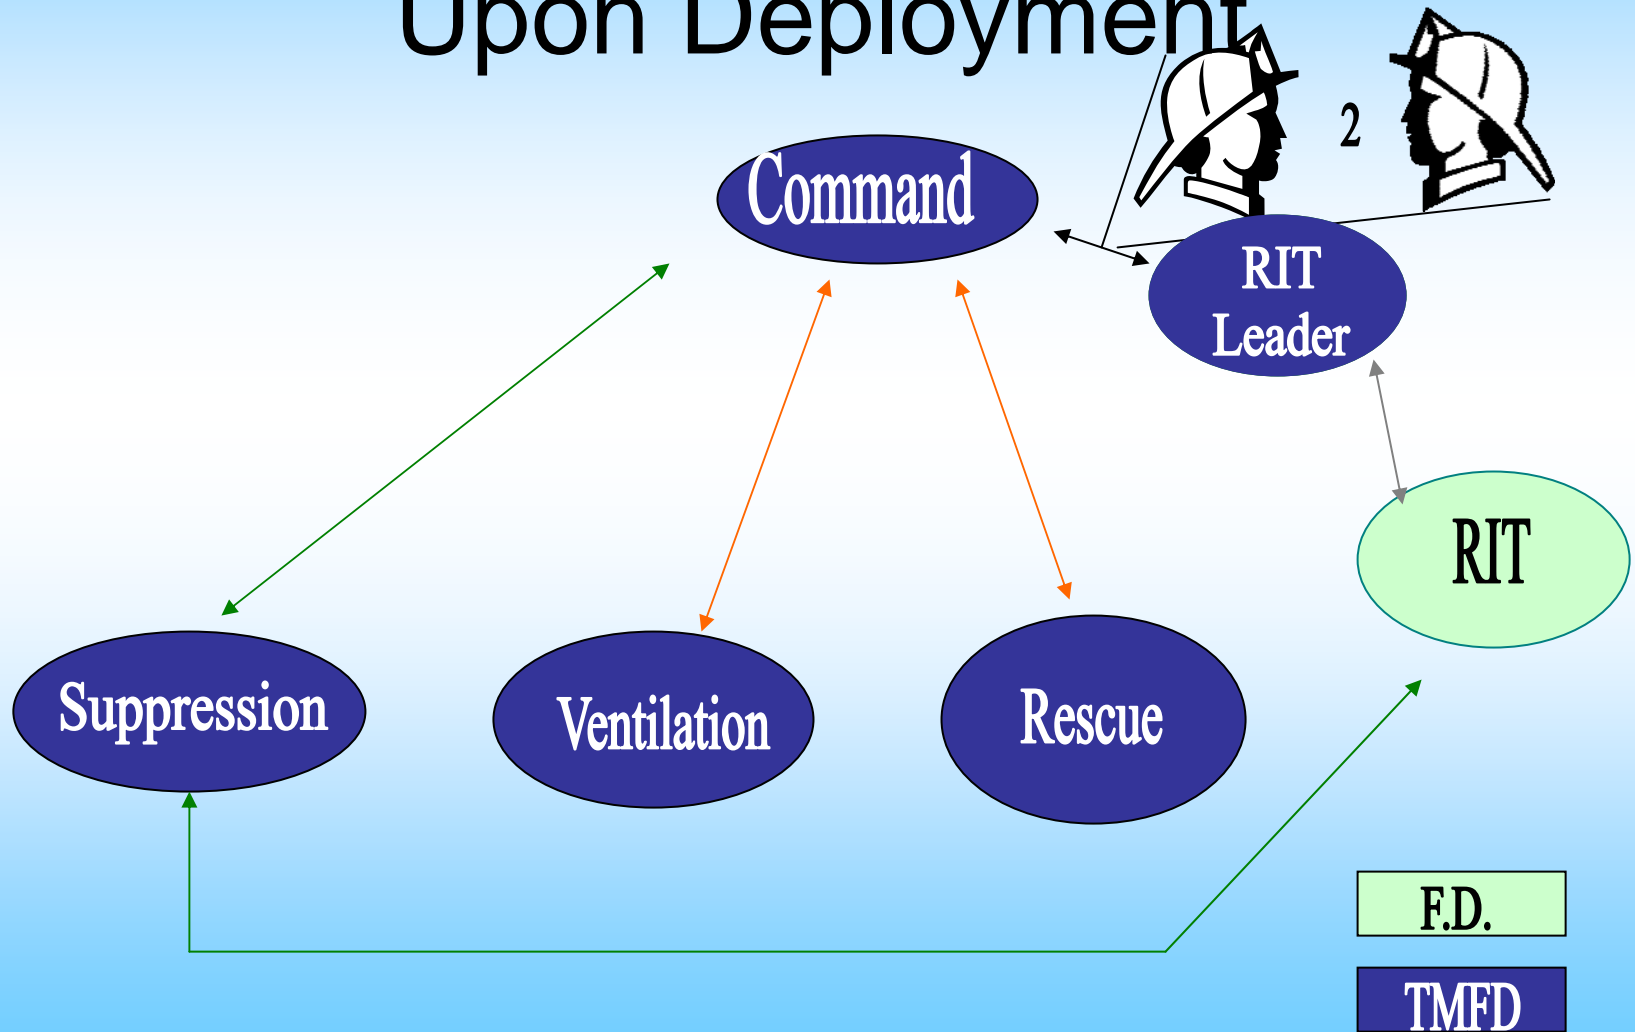 Upon Deployment
2
Command
RIT
Leader
RIT
Suppression
Ventilation
Rescue
F.D.
TMFD